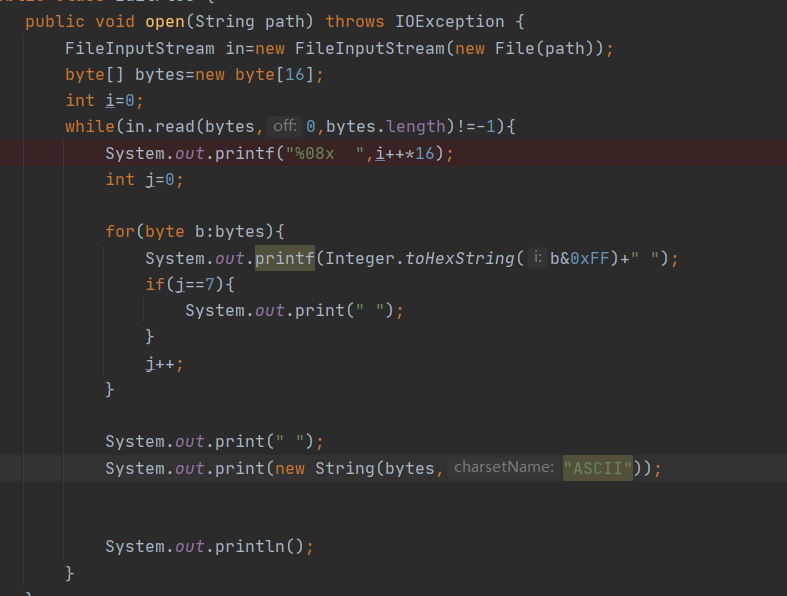 public void open(String path) throws IOException {
FileInputStream in=new FileInputStream(new File(path));
byte[] bytes=new byte[16];
int i=0;
while(in.read(bytes, off: 0,bytes.length)!=-1){
System.out.printf("%08x  ",i++*16);
int j=0;
for(byte b:bytes){
System.out.printf(Integer.toHexString( i: b&0xFF)+" ");
if(j==7){
System.out.print(" ");
}
j++;
}
System.out.print(" ");
System.out.print(new String(bytes, charsetName: "ASCII"));
System.out.println();
}